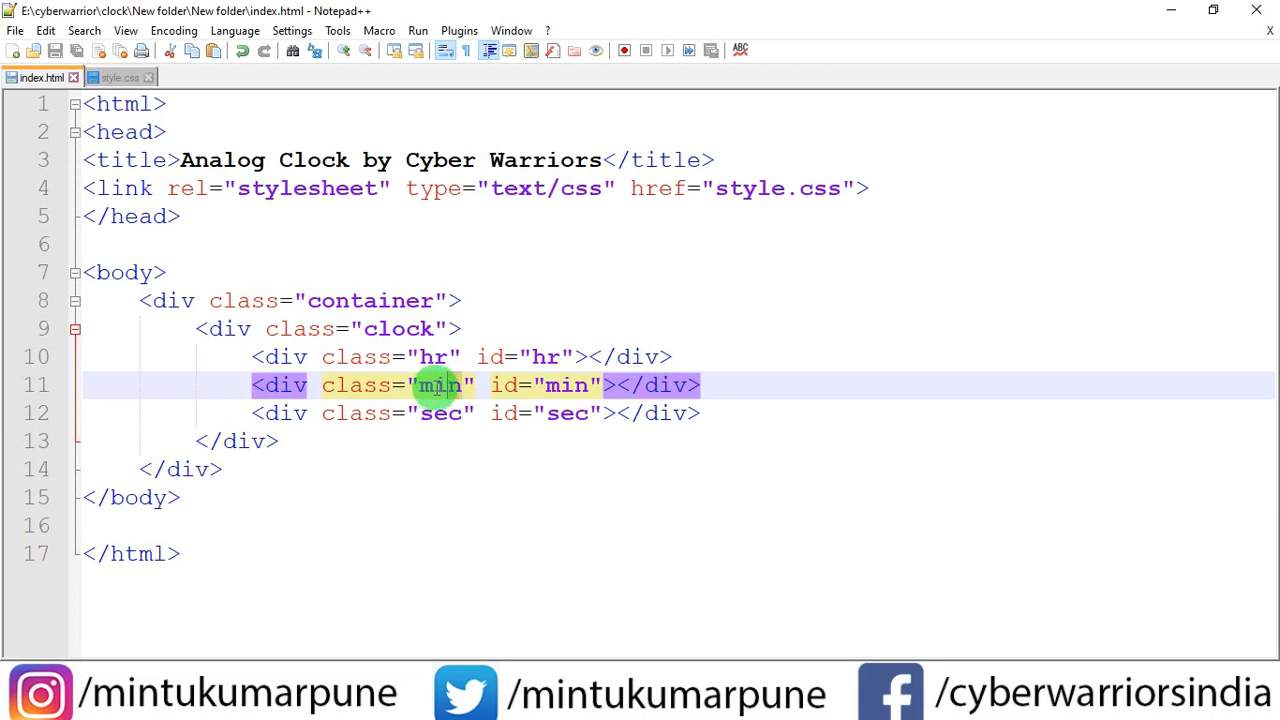 E:\cyberwarrior\clock\New folder\New folder\index.html - Notepad++
File Edit Search View Encoding Language Settings Tools Macro Run Plugins Window ? X
index.html style.css
1 <html>
2 <head>
3 <title>Analog Clock by Cyber Warriors</title>
4 <link rel="stylesheet" type="text/css" href="style.css">
5 </head>
6
7 <body>
8 <div class="container">
9 <div class="clock">
10 <div class="hr" id="hr"></div>
11 <div class="min" id="min"></div>
12 <div class="sec" id="sec"></div>
13 </div>
14 </div>
15 </body>
16
17 </html>
/mintukumarpune /mintukumarpune /cyberwarriorsindia